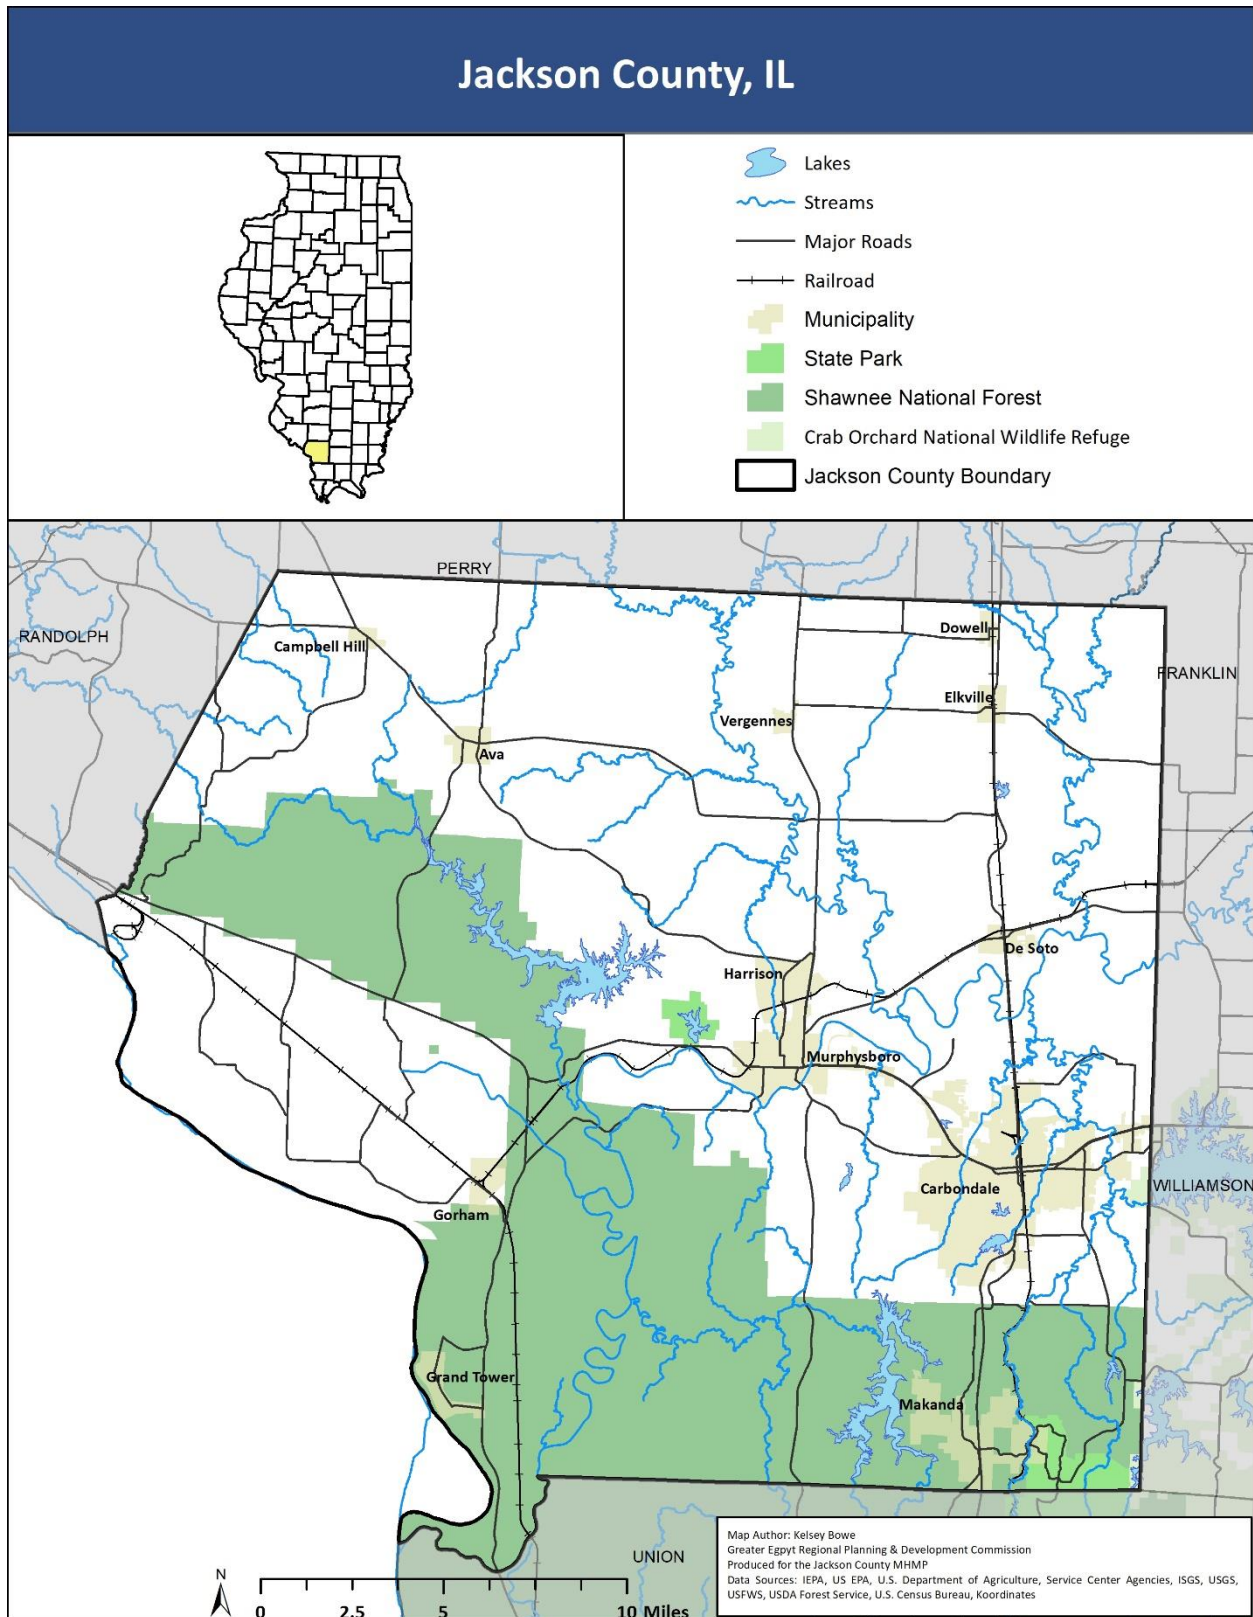 Jackson County, IL
Lakes
Streams
Major Roads
Railroad
Municipality
State Park
Shawnee National Forest
Crab Orchard National Wildlife Refuge
Jackson County Boundary
PERRY
RANDOLPH
Dowell
Campbell Hill
FRANKLIN
Elkville
Vergennes
Ava
De Soto
Harrison
Murphysboro
WILLIAMSON
Carbondale
Gorham
Grand Tower
Makanda
UNION
Map Author: Kelsey Bowe
Greater Egpyt Regional Planning & Development Commission
Produced for the Jackson County MHMP
Data Sources: IEPA, US EPA, U.S. Department of Agriculture, Service Center Agencies, ISGS, USGS,
USFWS, USDA Forest Service, U.S. Census Bureau, Koordinates
N
0 2.5 5 10 Miles